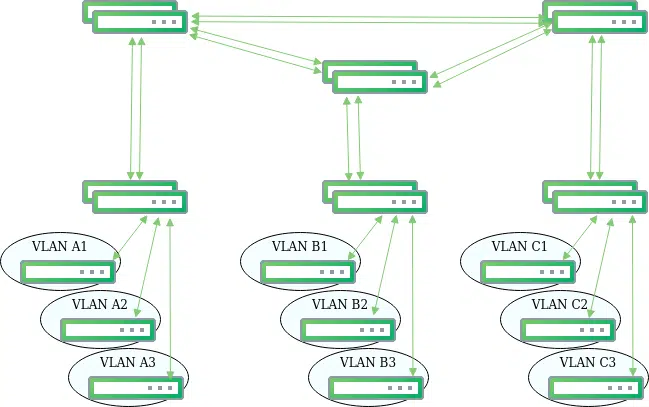 VLAN A1
VLAN B1
VLAN C1
VLAN A2
VLAN B2
VLAN C2
VLAN A3
VLAN B3
VLAN C3